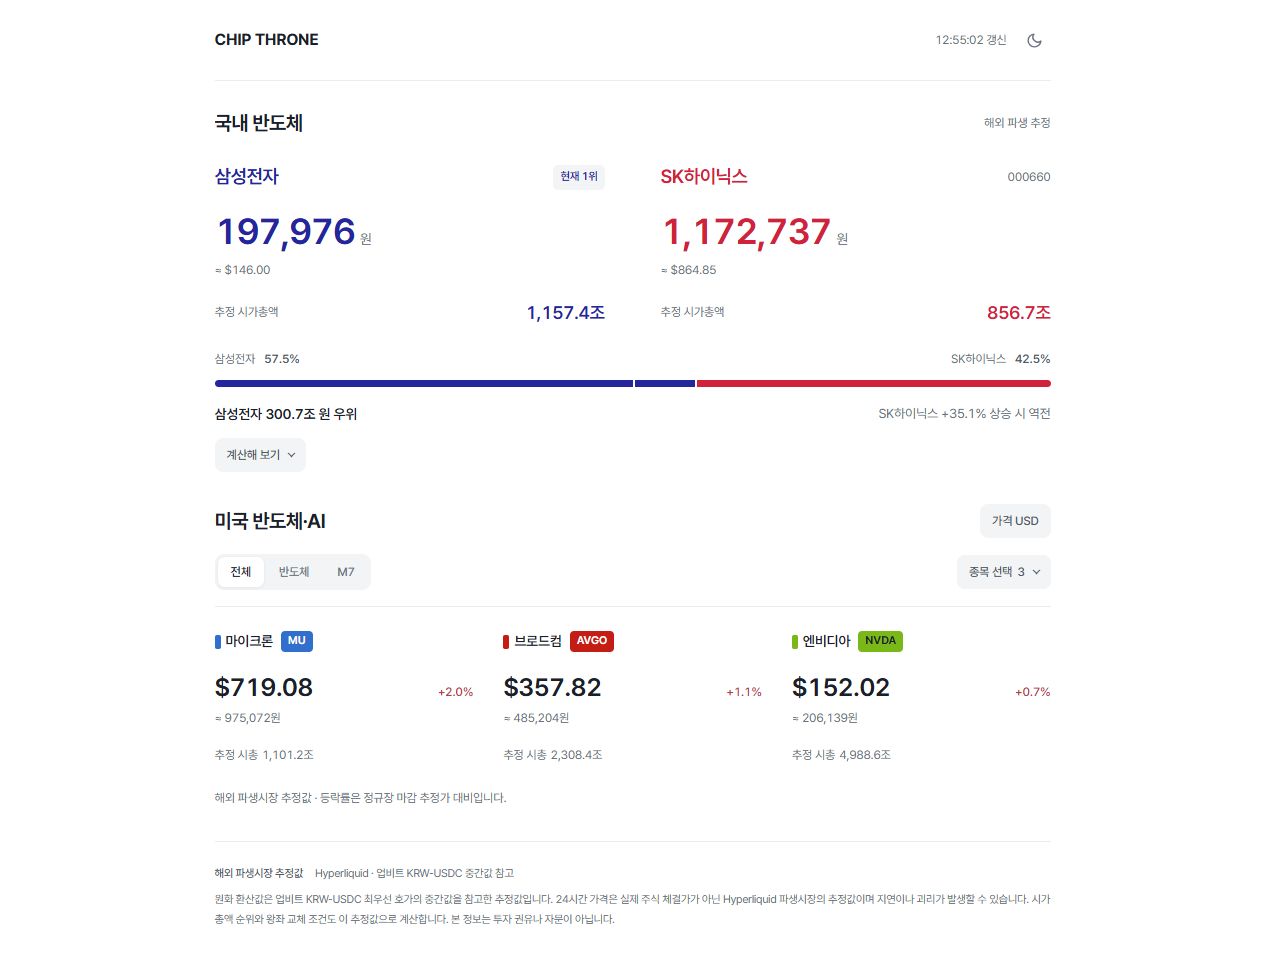 CHIP THRONE
12:55:02 갱신
국내 반도체
해외 파생 추정
삼성전자
현재 1위
SK하이닉스
000660
197,976 원
1,172,737 원
≈ $146.00
≈ $864.85
추정 시가총액
1,157.4조
추정 시가총액
856.7조
삼성전자 57.5%
SK하이닉스 42.5%
삼성전자 300.7조 원 우위
SK하이닉스 +35.1% 상승 시 역전
계산해 보기
미국 반도체·AI
가격 USD
전체 반도체 M7
종목 선택 3
마이크론 MU
브로드컴 AVGO
엔비디아 NVDA
$719.08 +2.0%
$357.82 +1.1%
$152.02 +0.7%
≈ 975,072원
≈ 485,204원
≈ 206,139원
추정 시총 1,101.2조
추정 시총 2,308.4조
추정 시총 4,988.6조
해외 파생시장 추정값 · 등락률은 정규장 마감 추정가 대비입니다.
해외 파생시장 추정값 Hyperliquid · 업비트 KRW-USDC 중간값 참고
원화 환산값은 업비트 KRW-USDC 최우선 호가의 중간값을 참고한 추정값입니다. 24시간 가격은 실제 주식 체결가가 아닌 Hyperliquid 파생시장의 추정값이며 지연이나 괴리가 발생할 수 있습니다. 시가
총액 순위와 왕좌 교체 조건도 이 추정값으로 계산합니다. 본 정보는 투자 권유나 자문이 아닙니다.